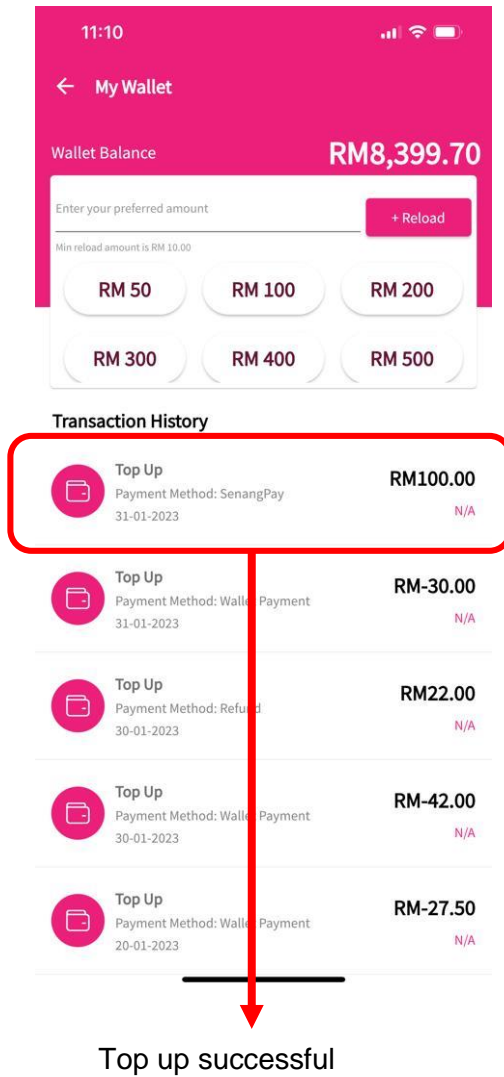 11:10
My Wallet
Wallet Balance RM8,399.70
Enter your preferred amount
+ Reload
Min reload amount is RM 10.00
RM 50 RM 100 RM 200
RM 300 RM 400 RM 500
Transaction History
Top Up
RM100.00
Payment Method: SenangPay
N/A
31-01-2023
Top Up
RM-30.00
Payment Method: Wallet Payment
N/A
31-01-2023
Top Up
RM22.00
Payment Method: Refund
N/A
30-01-2023
Top Up
RM-42.00
Payment Method: Wallet Payment
N/A
30-01-2023
Top Up
RM-27.50
Payment Method: Wallet Payment
N/A
20-01-2023
Top up successful